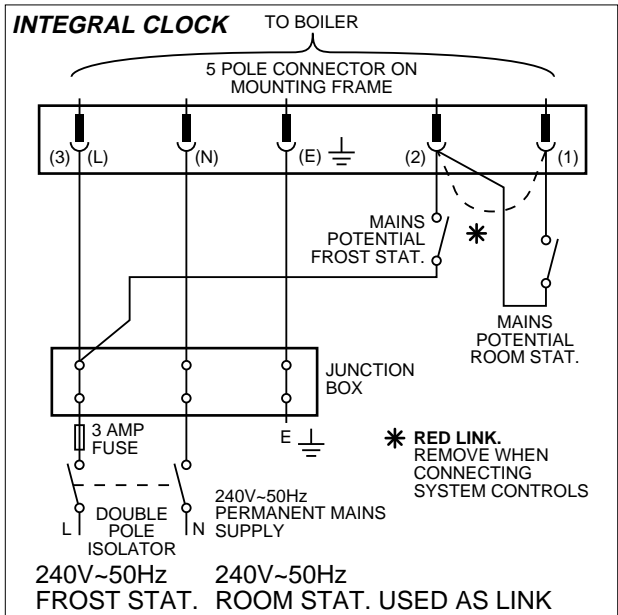 INTEGRAL CLOCK
TO BOILER
5 POLE CONNECTOR ON
MOUNTING FRAME
(3) (L) (N) (E) (2) (1)
MAINS
POTENTIAL
FROST STAT.
MAINS
POTENTIAL
ROOM STAT.
JUNCTION
BOX
3 AMP
FUSE
E
RED LINK.
REMOVE WHEN
CONNECTING
SYSTEM CONTROLS
L
DOUBLE
POLE
ISOLATOR
N
240V~50Hz
PERMANENT MAINS
SUPPLY
240V~50Hz 240V~50Hz
FROST STAT. ROOM STAT. USED AS LINK